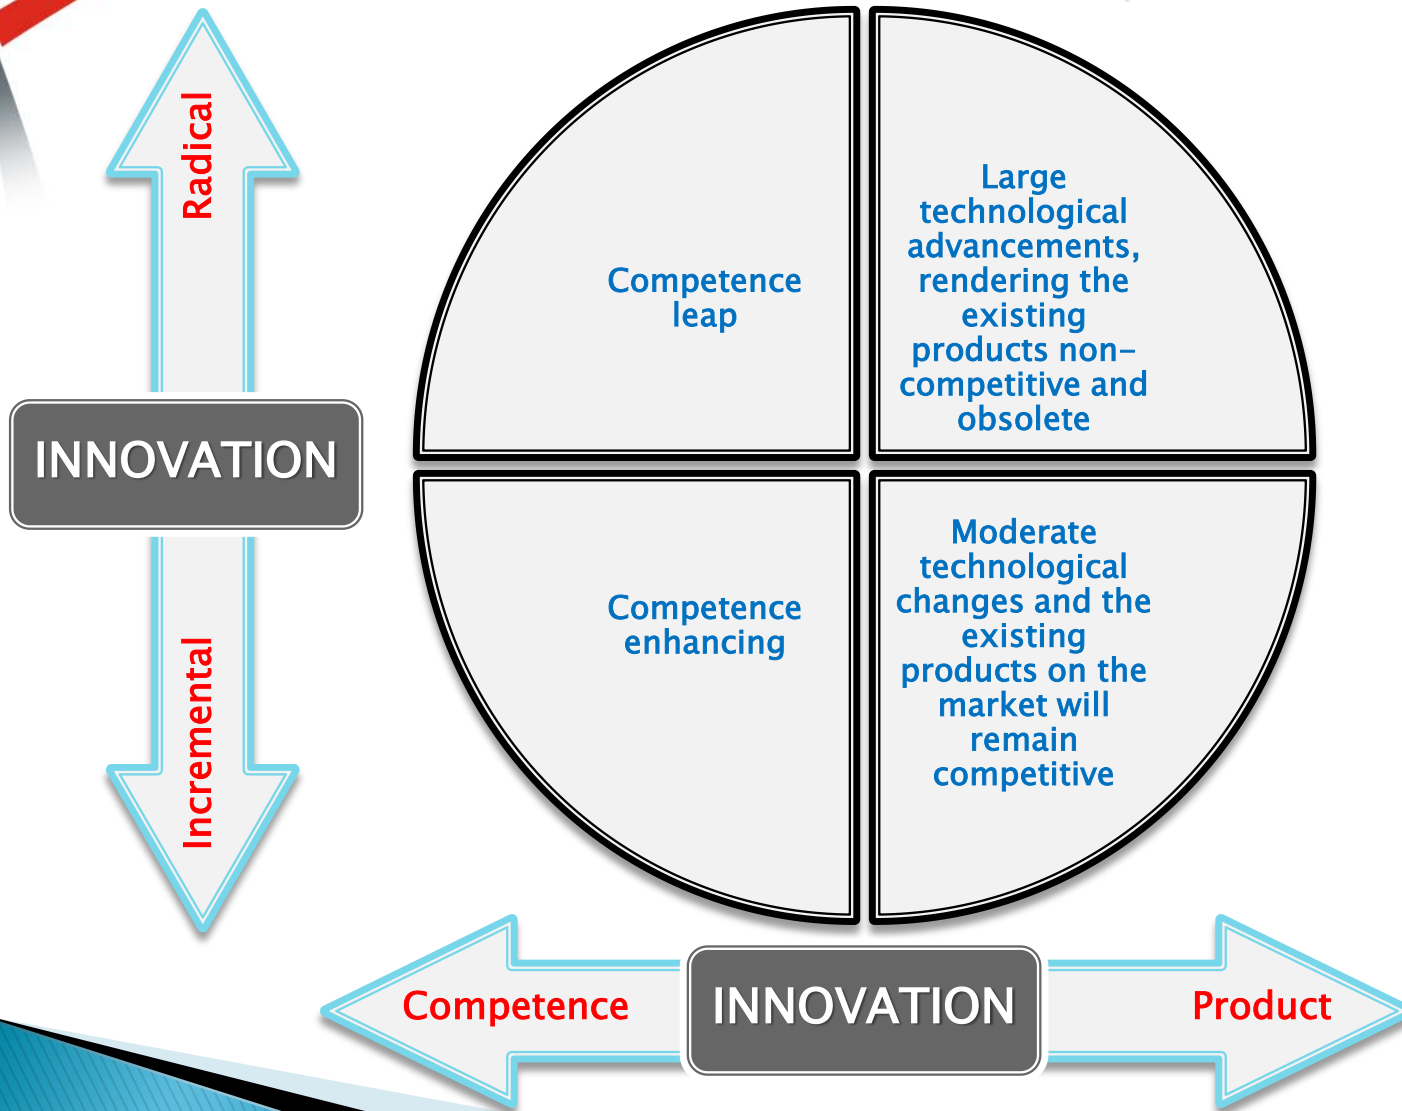 Radical
INNOVATION
Incremental
Competence
leap
Large
technological
advancements,
rendering the
existing
products non-
competitive and
obsolete
Competence
enhancing
Moderate
technological
changes and the
existing
products on the
market will
remain
competitive
Competence
INNOVATION
Product